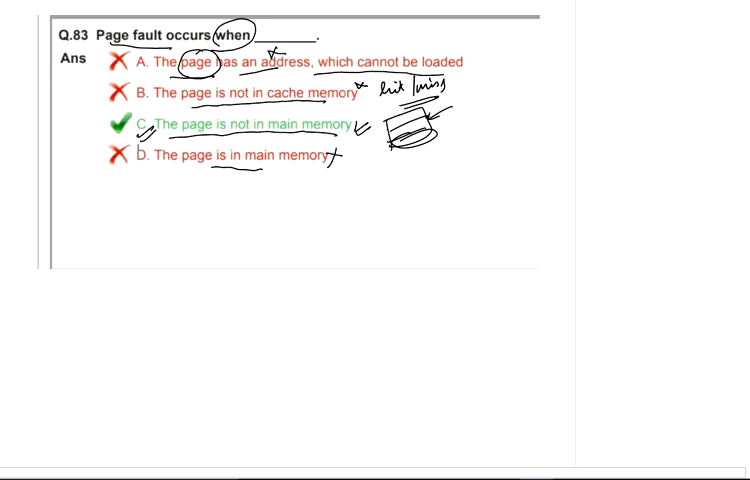 Q.83 Page fault occurs when ________.
Ans A. The page has an address, which cannot be loaded
B. The page is not in cache memory hit / miss
C. The page is not in main memory
D. The page is in main memory